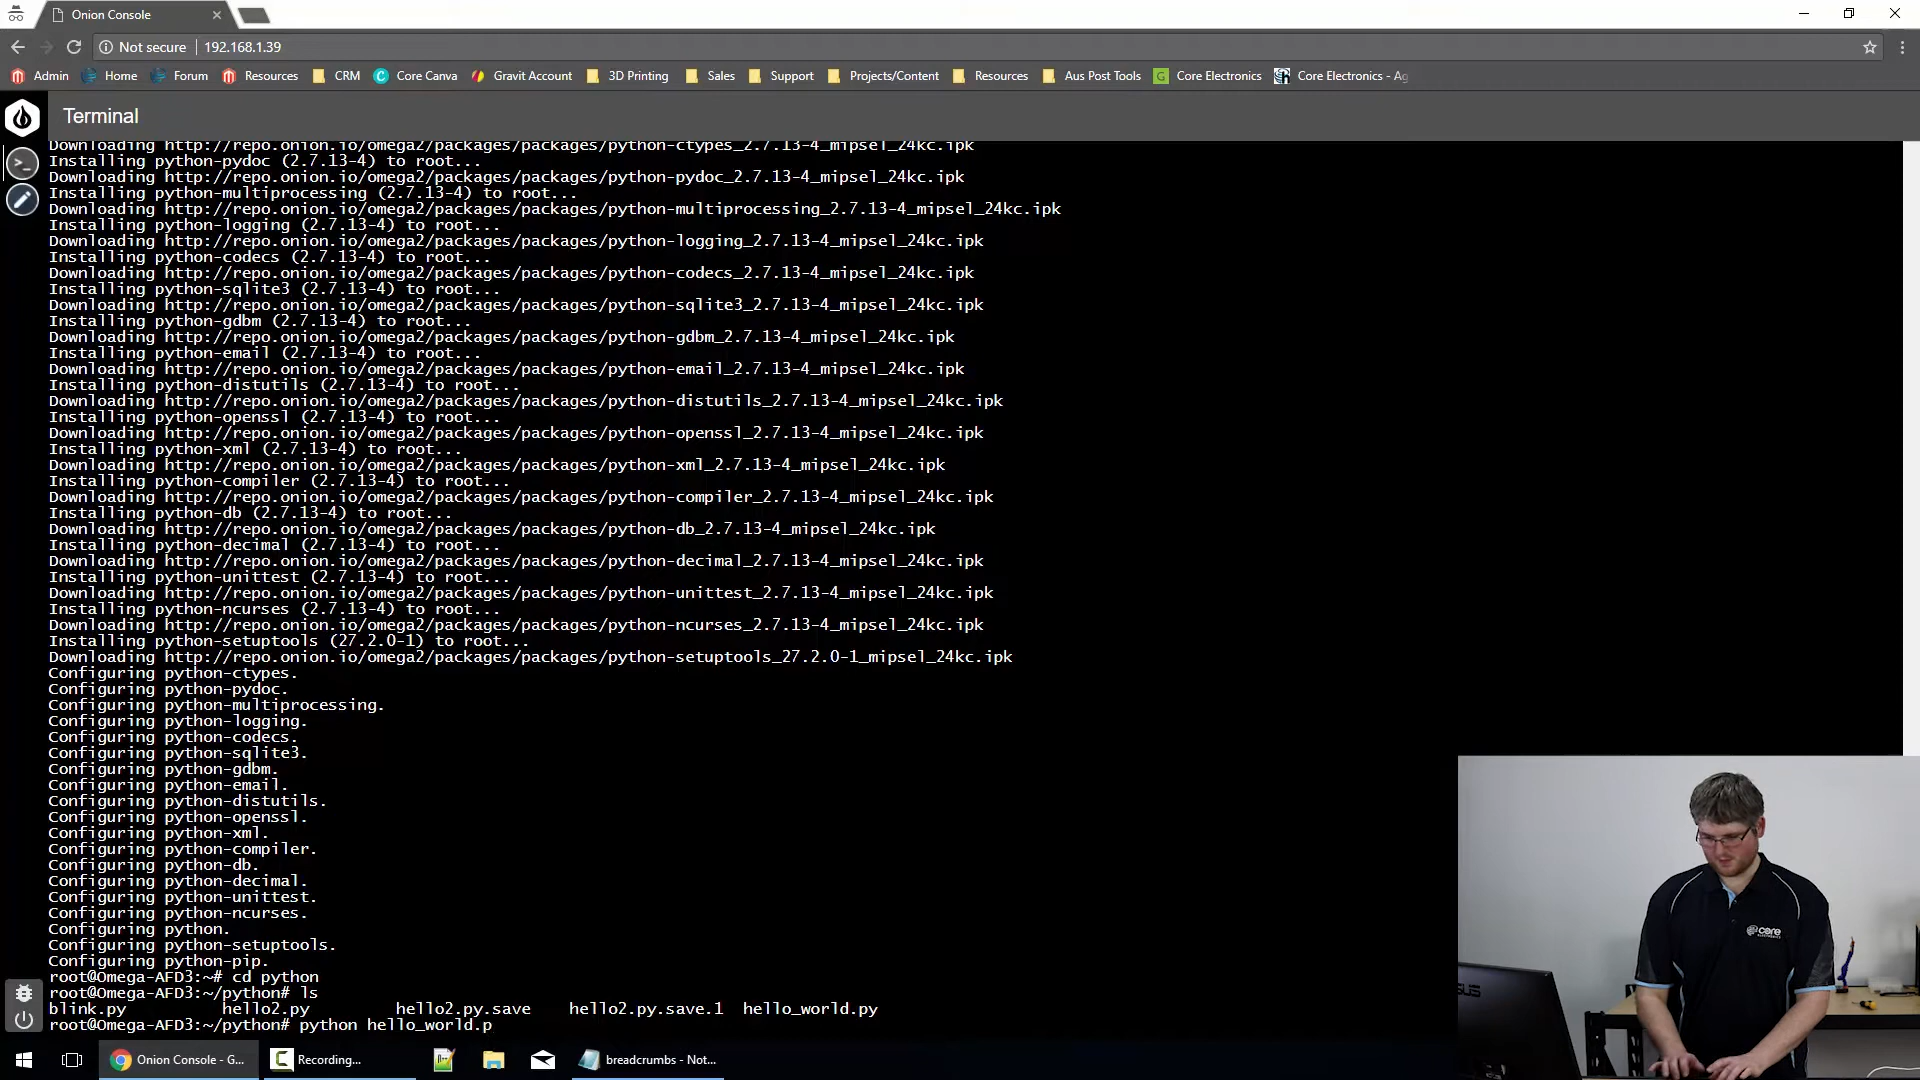 Onion Console
Not secure 192.168.1.39
Admin Home Forum Resources CRM Core Canva Gravit Account 3D Printing Sales Support Projects/Content Resources Aus Post Tools Core Electronics Core Electronics - Ag
Terminal
Downloading http://repo.onion.io/omega2/packages/packages/python-ctypes_2.7.13-4_mipsel_24kc.ipk
Installing python-pydoc (2.7.13-4) to root...
Downloading http://repo.onion.io/omega2/packages/packages/python-pydoc_2.7.13-4_mipsel_24kc.ipk
Installing python-multiprocessing (2.7.13-4) to root...
Downloading http://repo.onion.io/omega2/packages/packages/python-multiprocessing_2.7.13-4_mipsel_24kc.ipk
Installing python-logging (2.7.13-4) to root...
Downloading http://repo.onion.io/omega2/packages/packages/python-logging_2.7.13-4_mipsel_24kc.ipk
Installing python-codecs (2.7.13-4) to root...
Downloading http://repo.onion.io/omega2/packages/packages/python-codecs_2.7.13-4_mipsel_24kc.ipk
Installing python-sqlite3 (2.7.13-4) to root...
Downloading http://repo.onion.io/omega2/packages/packages/python-sqlite3_2.7.13-4_mipsel_24kc.ipk
Installing python-gdbm (2.7.13-4) to root...
Downloading http://repo.onion.io/omega2/packages/packages/python-gdbm_2.7.13-4_mipsel_24kc.ipk
Installing python-email (2.7.13-4) to root...
Downloading http://repo.onion.io/omega2/packages/packages/python-email_2.7.13-4_mipsel_24kc.ipk
Installing python-distutils (2.7.13-4) to root...
Downloading http://repo.onion.io/omega2/packages/packages/python-distutils_2.7.13-4_mipsel_24kc.ipk
Installing python-openssl (2.7.13-4) to root...
Downloading http://repo.onion.io/omega2/packages/packages/python-openssl_2.7.13-4_mipsel_24kc.ipk
Installing python-xml (2.7.13-4) to root...
Downloading http://repo.onion.io/omega2/packages/packages/python-xml_2.7.13-4_mipsel_24kc.ipk
Installing python-compiler (2.7.13-4) to root...
Downloading http://repo.onion.io/omega2/packages/packages/python-compiler_2.7.13-4_mipsel_24kc.ipk
Installing python-db (2.7.13-4) to root...
Downloading http://repo.onion.io/omega2/packages/packages/python-db_2.7.13-4_mipsel_24kc.ipk
Installing python-decimal (2.7.13-4) to root...
Downloading http://repo.onion.io/omega2/packages/packages/python-decimal_2.7.13-4_mipsel_24kc.ipk
Installing python-unittest (2.7.13-4) to root...
Downloading http://repo.onion.io/omega2/packages/packages/python-unittest_2.7.13-4_mipsel_24kc.ipk
Installing python-ncurses (2.7.13-4) to root...
Downloading http://repo.onion.io/omega2/packages/packages/python-ncurses_2.7.13-4_mipsel_24kc.ipk
Installing python-setuptools (27.2.0-1) to root...
Downloading http://repo.onion.io/omega2/packages/packages/python-setuptools_27.2.0-1_mipsel_24kc.ipk
Configuring python-ctypes.
Configuring python-pydoc.
Configuring python-multiprocessing.
Configuring python-logging.
Configuring python-codecs.
Configuring python-sqlite3.
Configuring python-gdbm.
Configuring python-email.
Configuring python-distutils.
Configuring python-openssl.
Configuring python-xml.
Configuring python-compiler.
Configuring python-db.
Configuring python-decimal.
Configuring python-unittest.
Configuring python-ncurses.
Configuring python.
Configuring python-setuptools.
Configuring python-pip.
root@Omega-AFD3:~# cd python
root@Omega-AFD3:~/python# ls
blink.py hello2.py hello2.py.save hello2.py.save.1 hello_world.py
root@Omega-AFD3:~/python# python hello_world.p
core
ASUS
Onion Console - G... Recording... breadcrumbs - Not...